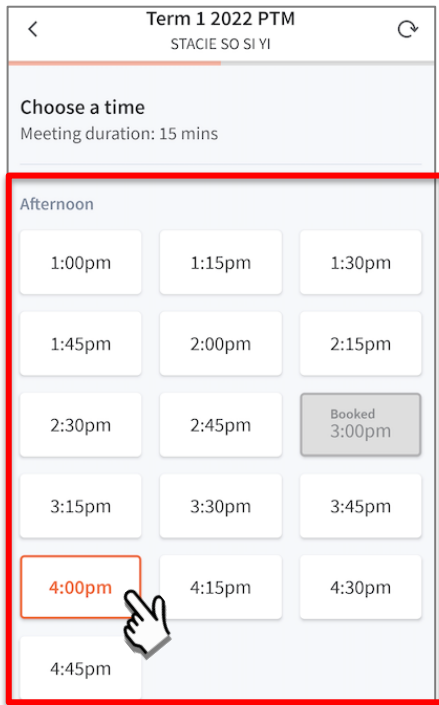 Term 1 2022 PTM
STACIE SO SI YI
Choose a time
Meeting duration: 15 mins
Afternoon
1:00pm 1:15pm 1:30pm
1:45pm 2:00pm 2:15pm
2:30pm 2:45pm Booked 3:00pm
3:15pm 3:30pm 3:45pm
4:00pm 4:15pm 4:30pm
4:45pm